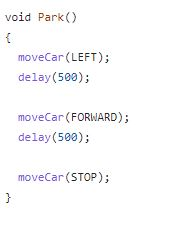 void Park()
{
  moveCar(LEFT);
  delay(500);

  moveCar(FORWARD);
  delay(500);

  moveCar(STOP);
}